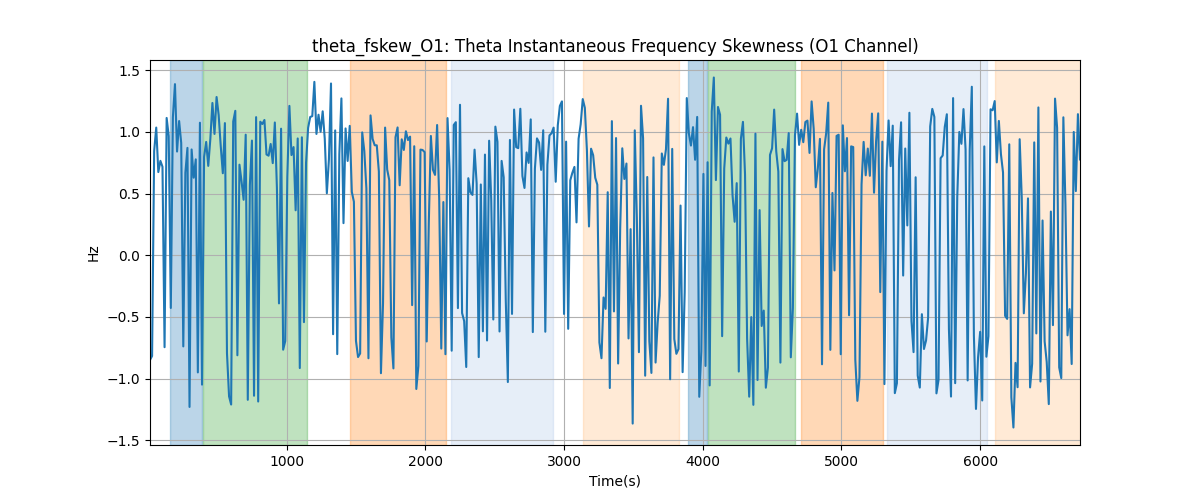 theta_fskew_O1: Theta Instantaneous Frequency Skewness (O1 Channel)
1.5
1.0
0.5
0.0
−0.5
−1.0
−1.5
Hz
1000 2000 3000 4000 5000 6000
Time(s)